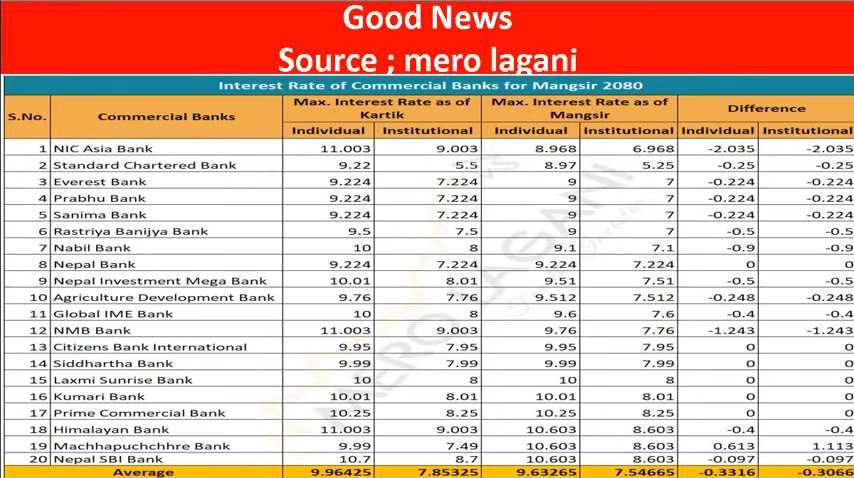 Good News
Source ; mero lagani
Interest Rate of Commercial Banks for Mangsir 2080
S.No. Commercial Banks Max. Interest Rate as of Kartik Max. Interest Rate as of Mangsir Difference
Individual Institutional Individual Institutional Individual Institutional
1 NIC Asia Bank 11.003 9.003 8.968 6.968 -2.035 -2.035
2 Standard Chartered Bank 9.22 5.5 8.97 5.25 -0.25 -0.25
3 Everest Bank 9.224 7.224 9 7 -0.224 -0.224
4 Prabhu Bank 9.224 7.224 9 7 -0.224 -0.224
5 Sanima Bank 9.224 7.224 9 7 -0.224 -0.224
6 Rastriya Banijya Bank 9.5 7.5 9 7 -0.5 -0.5
7 Nabil Bank 10 8 9.1 7.1 -0.9 -0.9
8 Nepal Bank 9.224 7.224 9.224 7.224 0 0
9 Nepal Investment Mega Bank 10.01 8.01 9.51 7.51 -0.5 -0.5
10 Agriculture Development Bank 9.76 7.76 9.512 7.512 -0.248 -0.248
11 Global IME Bank 10 8 9.6 7.6 -0.4 -0.4
12 NMB Bank 11.003 9.003 9.76 7.76 -1.243 -1.243
13 Citizens Bank International 9.95 7.95 9.95 7.95 0 0
14 Siddhartha Bank 9.99 7.99 9.99 7.99 0 0
15 Laxmi Sunrise Bank 10 8 10 8 0 0
16 Kumari Bank 10.01 8.01 10.01 8.01 0 0
17 Prime Commercial Bank 10.25 8.25 10.25 8.25 0 0
18 Himalayan Bank 11.003 9.003 10.603 8.603 -0.4 -0.4
19 Machhapuchchhre Bank 9.99 7.49 10.603 8.603 0.613 1.113
20 Nepal SBI Bank 10.7 8.7 10.603 8.603 -0.097 -0.097
Average 9.96425 7.85325 9.63265 7.54665 -0.3316 -0.3066
MERO LAGANI